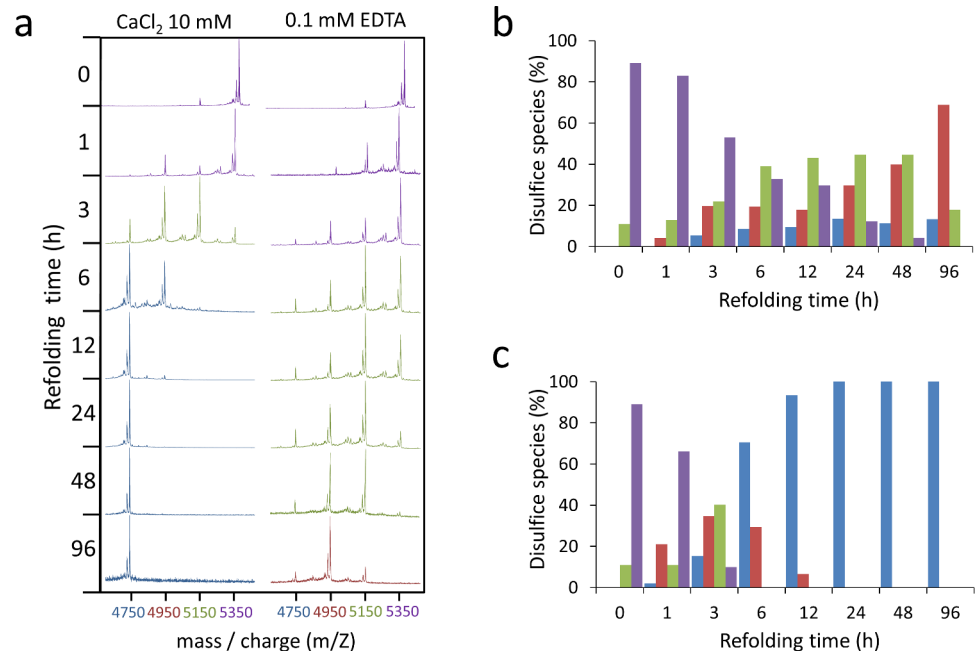 a
CaCl₂ 10 mM
0.1 mM EDTA
Refolding time (h)
0
1
3
6
12
24
48
96
4750 4950 5150 5350
4750 4950 5150 5350
mass / charge (m/Z)
b
Disulfice species (%)
100
80
60
40
20
0
0 1 3 6 12 24 48 96
Refolding time (h)
c
Disulfice species (%)
100
80
60
40
20
0
0 1 3 6 12 24 48 96
Refolding time (h)